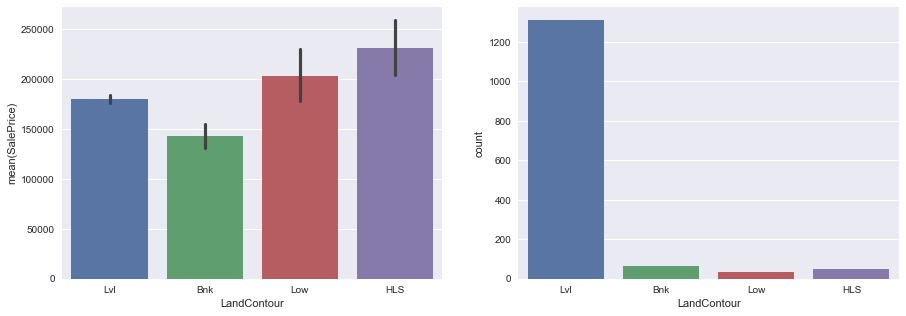 250000
200000
150000
100000
50000
0
mean(SalePrice)
Lvl Bnk Low HLS
LandContour
1200
1000
800
600
400
200
0
count
Lvl Bnk Low HLS
LandContour